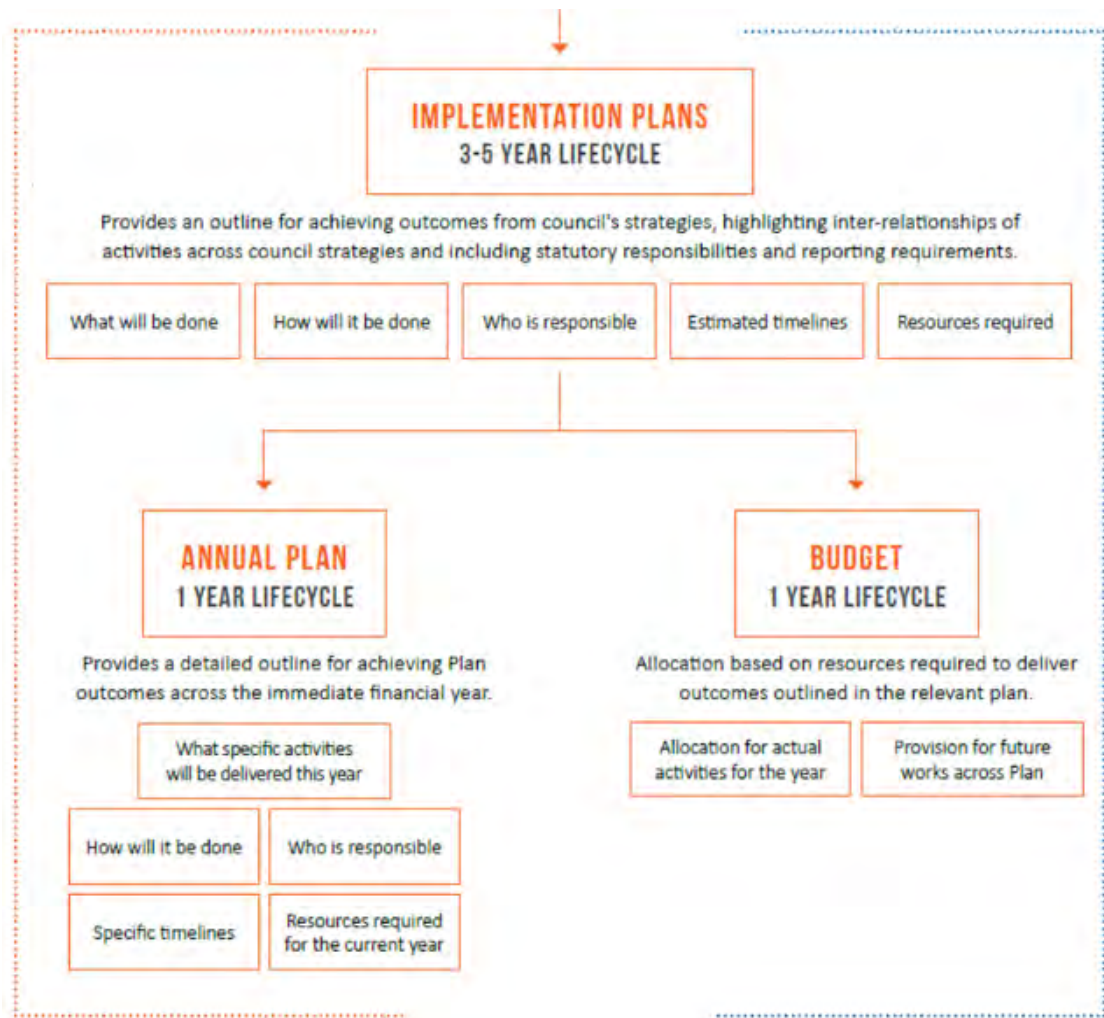 IMPLEMENTATION PLANS
3-5 YEAR LIFECYCLE
Provides an outline for achieving outcomes from council's strategies, highlighting inter-relationships of
activities across council strategies and including statutory responsibilities and reporting requirements.
What will be done
How will it be done
Who is responsible
Estimated timelines
Resources required
ANNUAL PLAN
1 YEAR LIFECYCLE
Provides a detailed outline for achieving Plan
outcomes across the immediate financial year.
What specific activities
will be delivered this year
How will it be done
Who is responsible
Specific timelines
Resources required
for the current year
BUDGET
1 YEAR LIFECYCLE
Allocation based on resources required to deliver
outcomes outlined in the relevant plan.
Allocation for actual
activities for the year
Provision for future
works across Plan